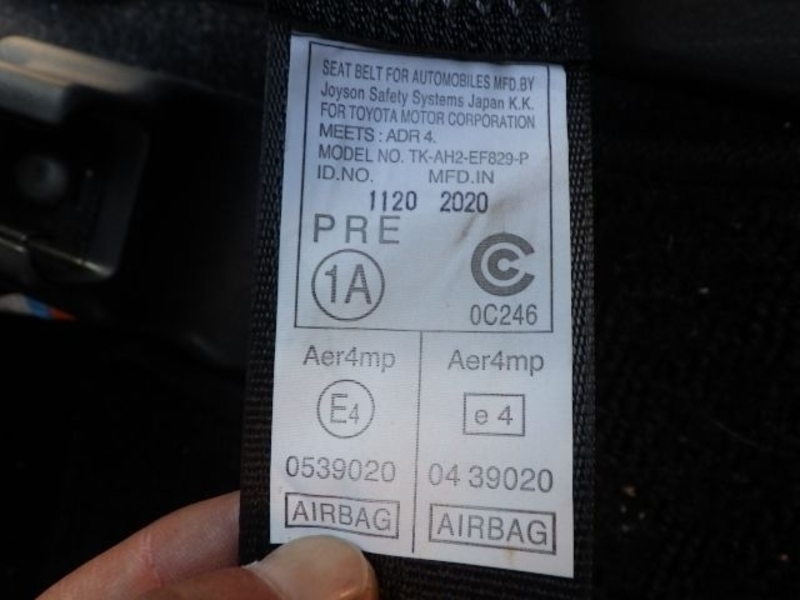 SEAT BELT FOR AUTOMOBILES MFD.BY
Joyson Safety Systems Japan K.K.
FOR TOYOTA MOTOR CORPORATION
MEETS : ADR 4.
MODEL NO. TK-AH2-EF829-P
ID.NO. MFD.IN
1120 2020
PRE
1A
0C246
Aer4mp
E4
0539020
AIRBAG
Aer4mp
e 4
04 39020
AIRBAG